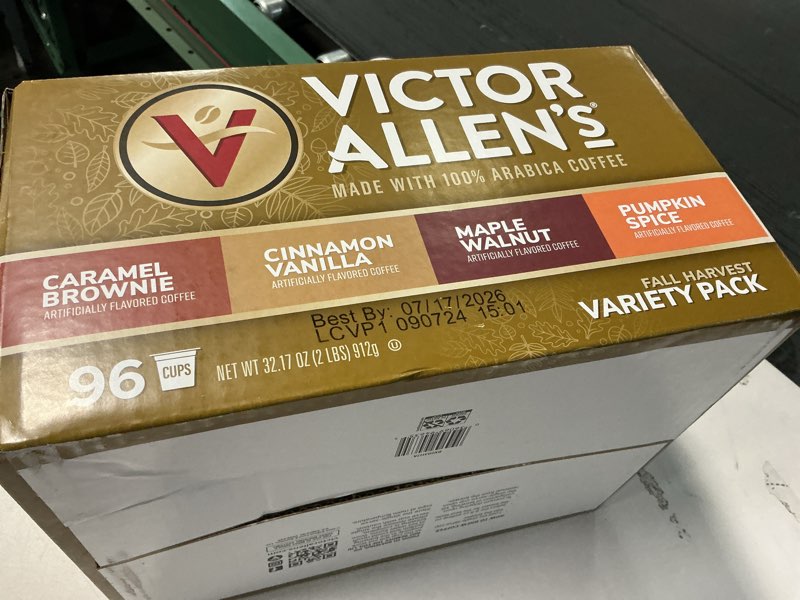 VICTOR
ALLEN'S®
MADE WITH 100% ARABICA COFFEE
CARAMEL
BROWNIE
ARTIFICIALLY FLAVORED COFFEE
CINNAMON
VANILLA
ARTIFICIALLY FLAVORED COFFEE
MAPLE
WALNUT
ARTIFICIALLY FLAVORED COFFEE
PUMPKIN
SPICE
ARTIFICIALLY FLAVORED COFFEE
FALL HARVEST
VARIETY PACK
Best By: 07/17/2026
LCVP1 090724 15:01
96 CUPS
NET WT 32.17 OZ (2 LBS) 912g